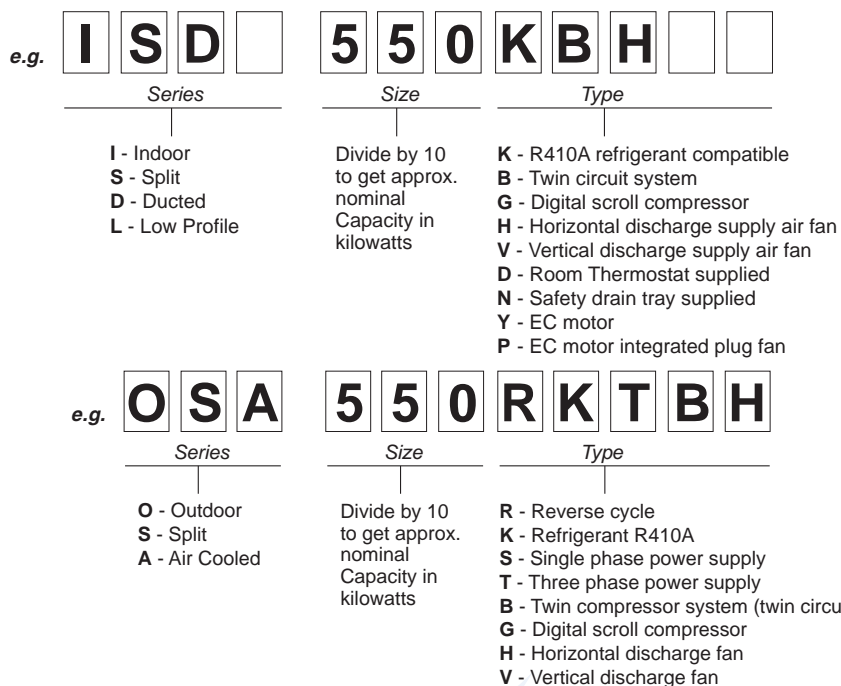 e.g. I S D 5 5 0 K B H
Series Size Type
I - Indoor
S - Split
D - Ducted
L - Low Profile
Divide by 10
to get approx.
nominal
Capacity in
kilowatts
K - R410A refrigerant compatible
B - Twin circuit system
G - Digital scroll compressor
H - Horizontal discharge supply air fan
V - Vertical discharge supply air fan
D - Room Thermostat supplied
N - Safety drain tray supplied
Y - EC motor
P - EC motor integrated plug fan
e.g. O S A 5 5 0 R K T B H
Series Size Type
O - Outdoor
S - Split
A - Air Cooled
Divide by 10
to get approx.
nominal
Capacity in
kilowatts
R - Reverse cycle
K - Refrigerant R410A
S - Single phase power supply
T - Three phase power supply
B - Twin compressor system (twin circu
G - Digital scroll compressor
H - Horizontal discharge fan
V - Vertical discharge fan